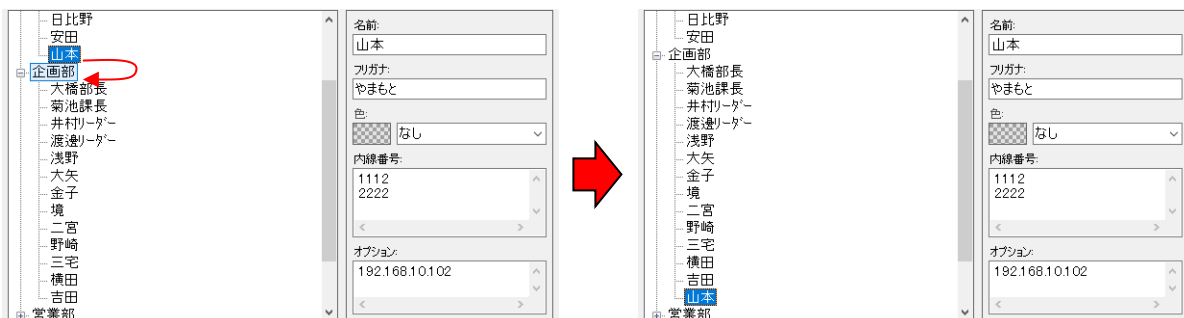 日比野
安田
山本
企画部
大橋部長
菊池課長
井村リーダー
渡邊リーダー
浅野
大矢
金子
境
二宮
野崎
三宅
横田
吉田
営業部
名前:
山本
フリガナ:
やまもと
色:
なし
内線番号:
1112
2222
オプション:
192.168.10.102
日比野
安田
企画部
大橋部長
菊池課長
井村リーダー
渡邊リーダー
浅野
大矢
金子
境
二宮
野崎
三宅
横田
吉田
山本
営業部
名前:
山本
フリガナ:
やまもと
色:
なし
内線番号:
1112
2222
オプション:
192.168.10.102